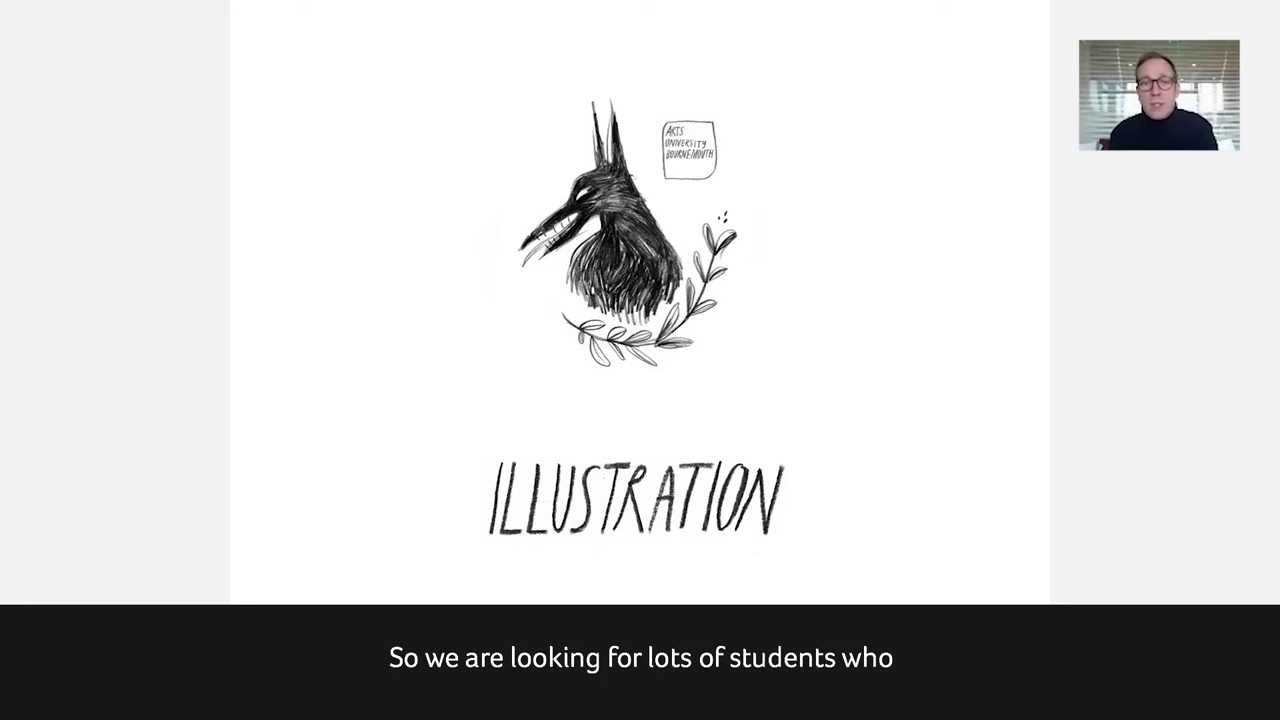 ARTS
UNIVERSITY
BOURNEMOUTH
ILLUSTRATION
So we are looking for lots of students who